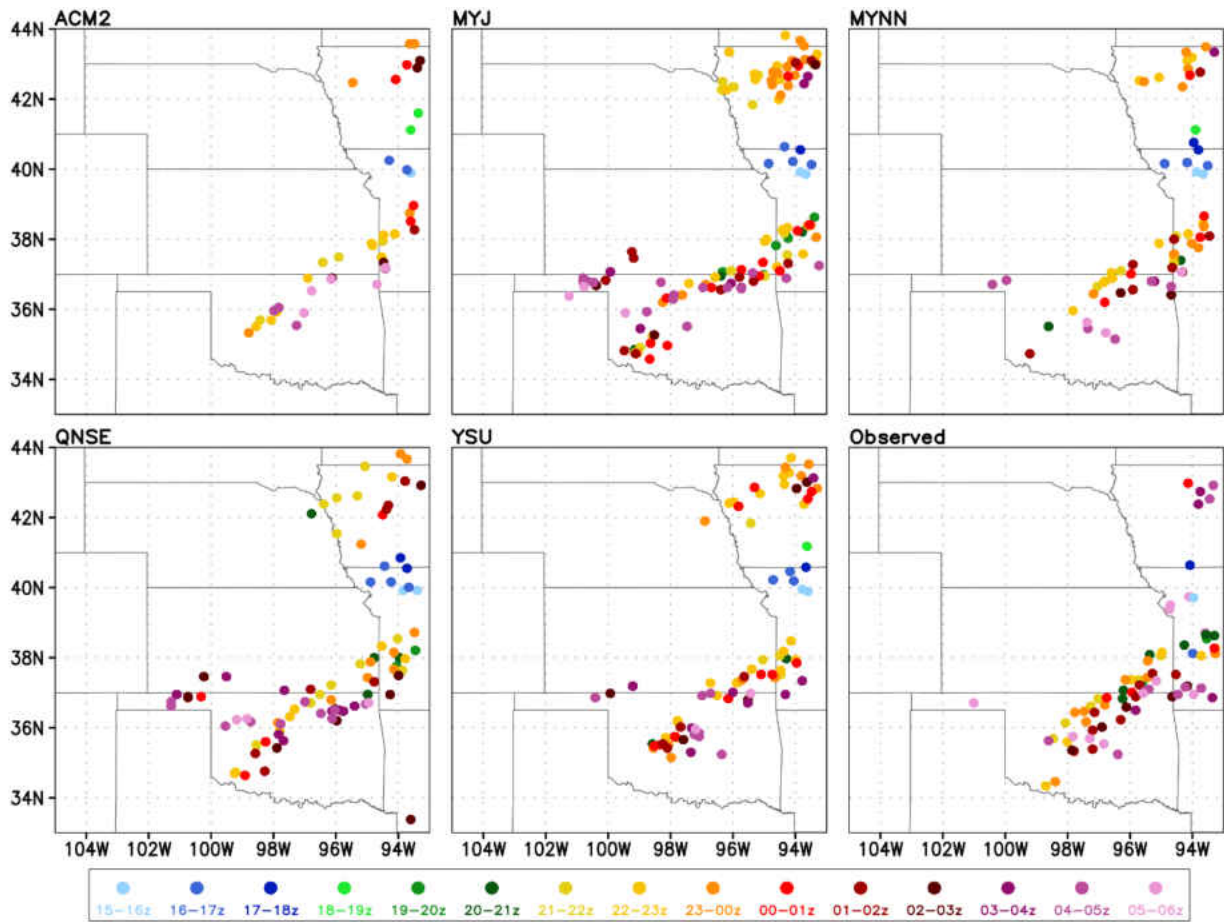 ACM2 MYJ MYNN
44N
42N
40N
38N
36N
34N
QNSE YSU Observed
44N
42N
40N
38N
36N
34N
104W 102W 100W 98W 96W 94W 104W 102W 100W 98W 96W 94W 104W 102W 100W 98W 96W 94W
15-16z 16-17z 17-18z 18-19z 19-20z 20-21z 21-22z 22-23z 23-00z 00-01z 01-02z 02-03z 03-04z 04-05z 05-06z